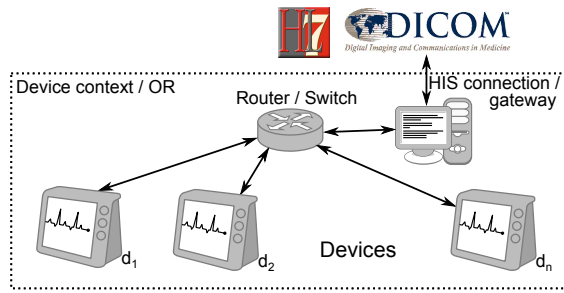 HL7 DICOM
Digital Imaging and Communications in Medicine
Device context / OR
HIS connection /
gateway
Router / Switch
d1
d2
Devices
dn